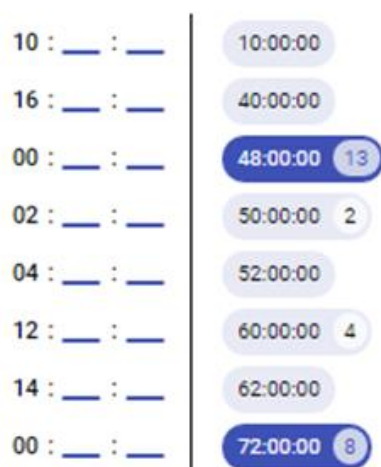 10 : __ : __ 10:00:00
16 : __ : __ 40:00:00
00 : __ : __ 48:00:00 13
02 : __ : __ 50:00:00 2
04 : __ : __ 52:00:00
12 : __ : __ 60:00:00 4
14 : __ : __ 62:00:00
00 : __ : __ 72:00:00 8